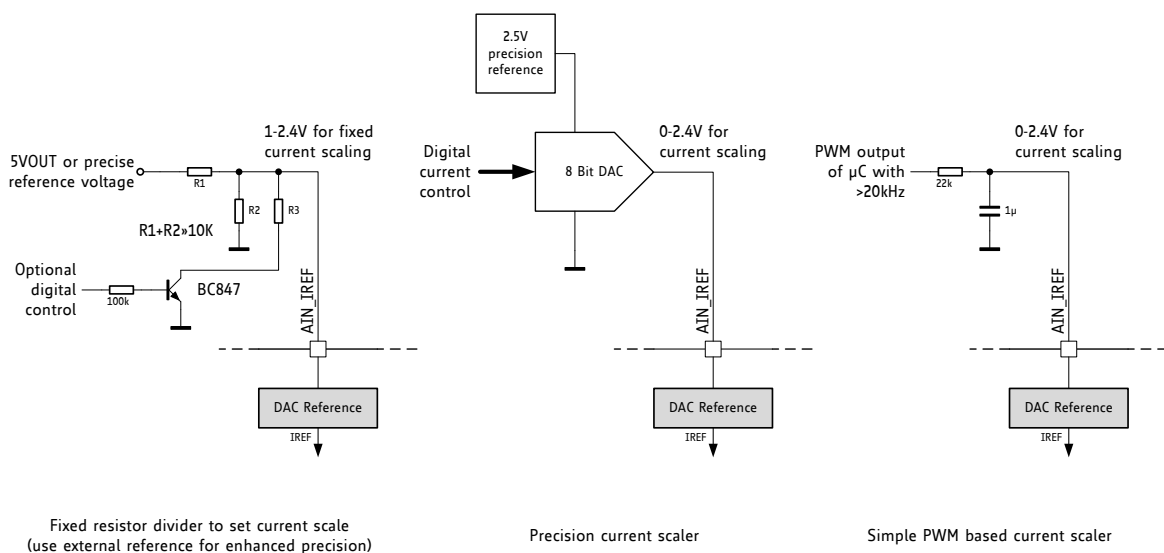 2.5V
precision
reference
1-2.4V for fixed
current scaling
0-2.4V for
current scaling
0-2.4V for
current scaling
5VOUT or precise
reference voltage
R1
R2
R3
R1+R2»10K
Digital
current
control
8 Bit DAC
PWM output
of µC with
>20kHz
22k
1µ
Optional
digital
control
100k
BC847
AIN_IREF
AIN_IREF
AIN_IREF
DAC Reference
DAC Reference
DAC Reference
IREF
IREF
IREF
Fixed resistor divider to set current scale
(use external reference for enhanced precision)
Precision current scaler
Simple PWM based current scaler